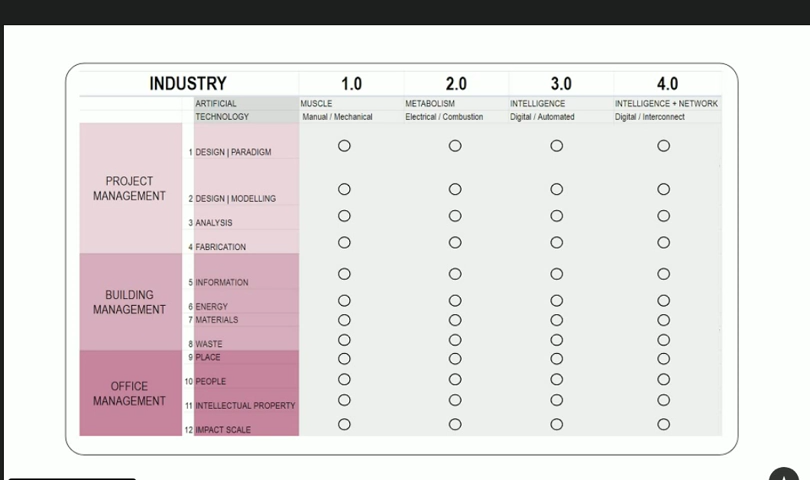 INDUSTRY 1.0 2.0 3.0 4.0
ARTIFICIAL MUSCLE METABOLISM INTELLIGENCE INTELLIGENCE + NETWORK
TECHNOLOGY Manual / Mechanical Electrical / Combustion Digital / Automated Digital / Interconnect
PROJECT
MANAGEMENT
1 DESIGN | PARADIGM
2 DESIGN | MODELLING
3 ANALYSIS
4 FABRICATION
BUILDING
MANAGEMENT
5 INFORMATION
6 ENERGY
7 MATERIALS
8 WASTE
OFFICE
MANAGEMENT
9 PLACE
10 PEOPLE
11 INTELLECTUAL PROPERTY
12 IMPACT SCALE